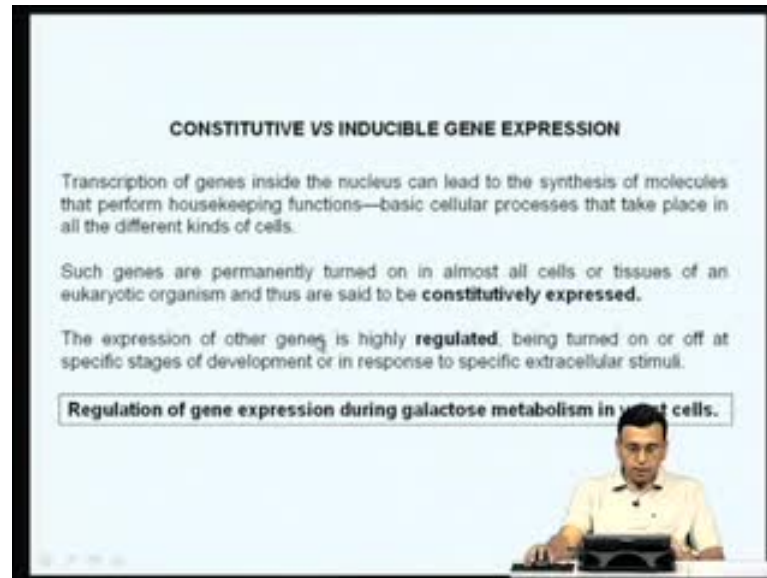 CONSTITUTIVE VS INDUCIBLE GENE EXPRESSION
Transcription of genes inside the nucleus can lead to the synthesis of molecules
that perform housekeeping functions—basic cellular processes that take place in
all the different kinds of cells.
Such genes are permanently turned on in almost all cells or tissues of an
eukaryotic organism and thus are said to be constitutively expressed.
The expression of other genes is highly regulated, being turned on or off at
specific stages of development or in response to specific extracellular stimuli.
Regulation of gene expression during galactose metabolism in cells.